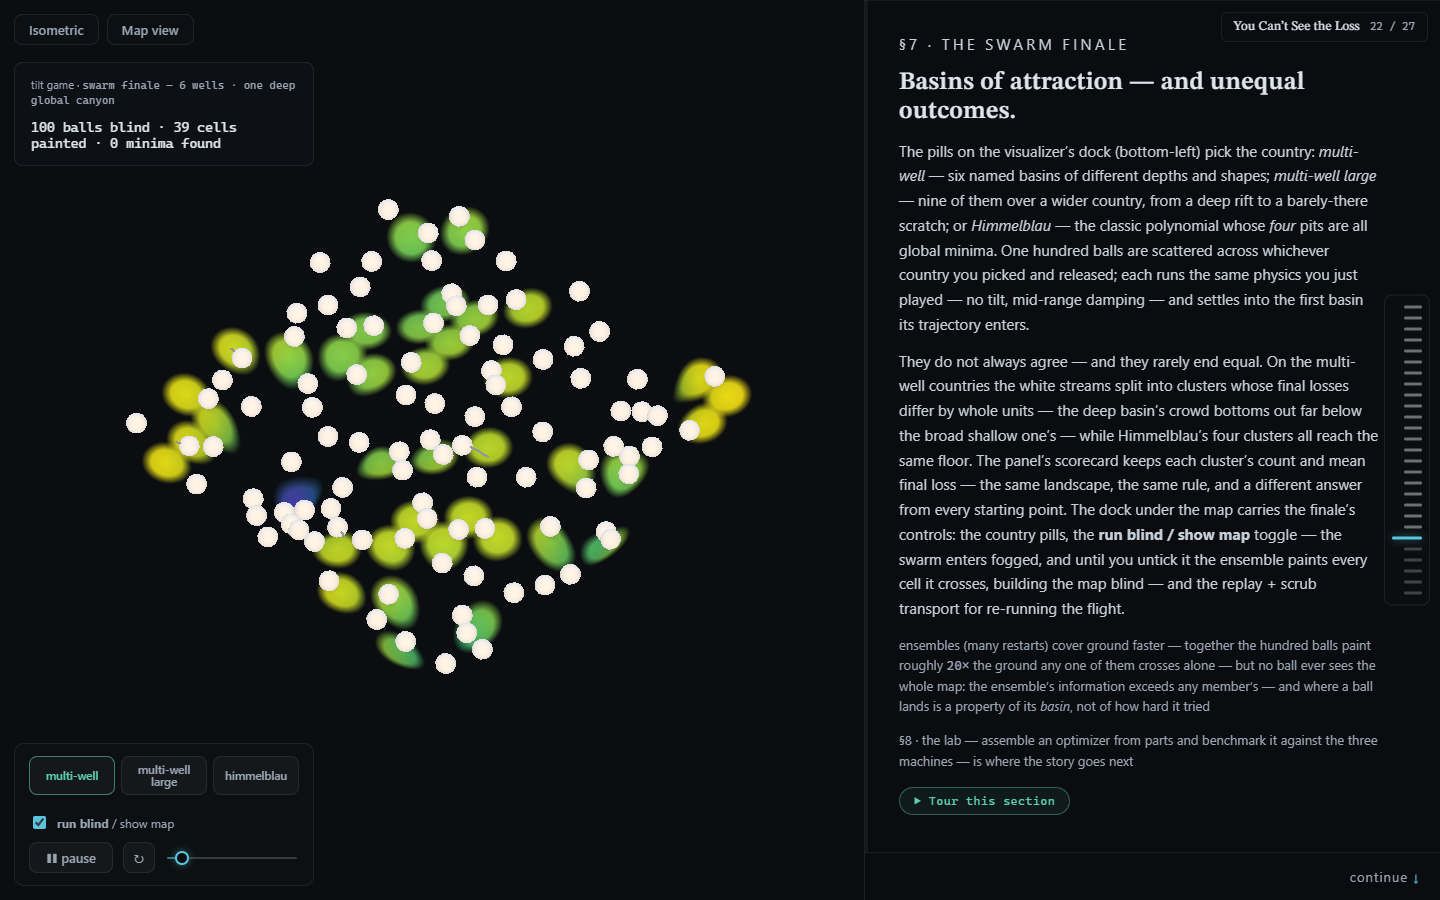 Isometric
Map view
tilt game · swarm finale — 6 wells · one deep
global canyon
100 balls blind · 39 cells
painted · 0 minima found
multi-well
multi-well
large
himmelblau
run blind / show map
pause
↻
You Can’t See the Loss 22 / 27
§7 · THE SWARM FINALE
Basins of attraction — and unequal
outcomes.
The pills on the visualizer’s dock (bottom-left) pick the country: multi-
well — six named basins of different depths and shapes; multi-well large
— nine of them over a wider country, from a deep rift to a barely-there
scratch; or Himmelblau — the classic polynomial whose four pits are all
global minima. One hundred balls are scattered across whichever
country you picked and released; each runs the same physics you just
played — no tilt, mid-range damping — and settles into the first basin
its trajectory enters.
They do not always agree — and they rarely end equal. On the multi-
well countries the white streams split into clusters whose final losses
differ by whole units — the deep basin’s crowd bottoms out far below
the broad shallow one’s — while Himmelblau’s four clusters all reach the
same floor. The panel’s scorecard keeps each cluster’s count and mean
final loss — the same landscape, the same rule, and a different answer
from every starting point. The dock under the map carries the finale’s
controls: the country pills, the run blind / show map toggle — the
swarm enters fogged, and until you untick it the ensemble paints every
cell it crosses, building the map blind — and the replay + scrub
transport for re-running the flight.
ensembles (many restarts) cover ground faster — together the hundred balls paint
roughly 20× the ground any one of them crosses alone — but no ball ever sees the
whole map: the ensemble’s information exceeds any member’s — and where a ball
lands is a property of its basin, not of how hard it tried
§8 · the lab — assemble an optimizer from parts and benchmark it against the three
machines — is where the story goes next
▶ Tour this section
continue ↓